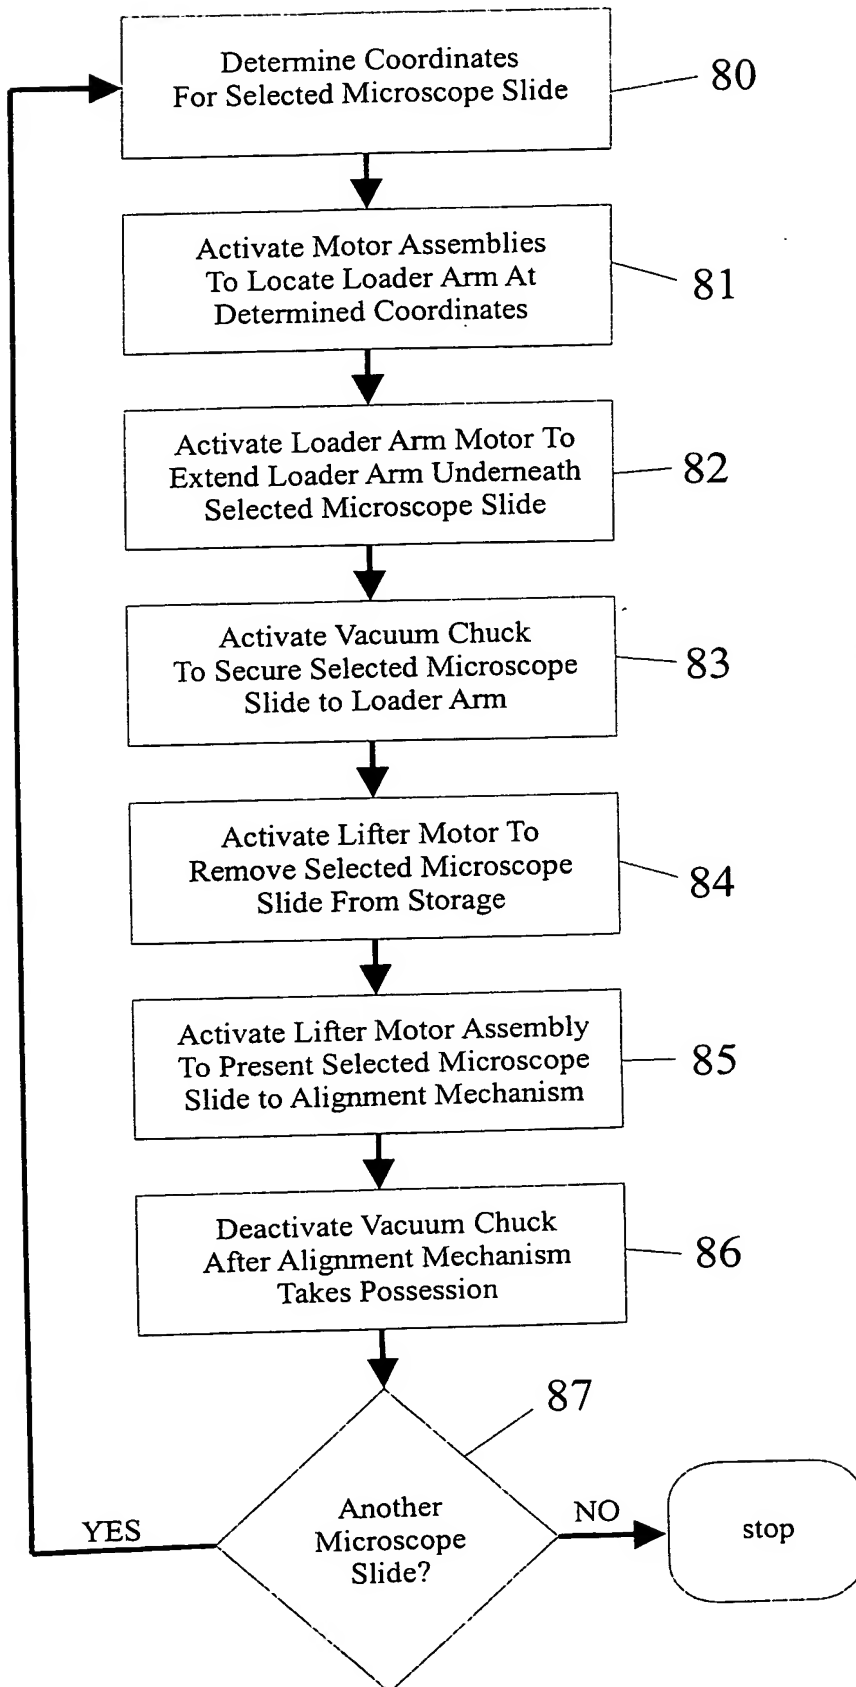 Determine Coordinates
For Selected Microscope Slide
80
Activate Motor Assemblies
To Locate Loader Arm At
Determined Coordinates
81
Activate Loader Arm Motor To
Extend Loader Arm Underneath
Selected Microscope Slide
82
Activate Vacuum Chuck
To Secure Selected Microscope
Slide to Loader Arm
83
Activate Lifter Motor To
Remove Selected Microscope
Slide From Storage
84
Activate Lifter Motor Assembly
To Present Selected Microscope
Slide to Alignment Mechanism
85
Deactivate Vacuum Chuck
After Alignment Mechanism
Takes Possession
86
87
Another
Microscope
Slide?
YES
NO
stop